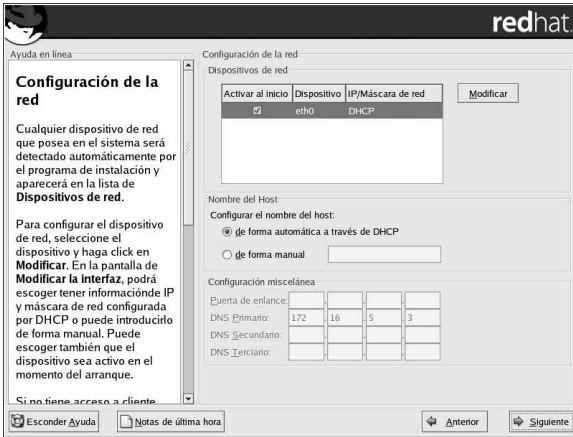 redhat.
Ayuda en línea
Configuración de la
red
Cualquier dispositivo de red
que posea en el sistema será
detectado automáticamente por
el programa de instalación y
aparecerá en la lista de
Dispositivos de red.
Para configurar el dispositivo
de red, seleccione el
dispositivo y haga click en
Modificar. En la pantalla de
Modificar la interfaz, podrá
escoger tener informaciónde IP
y máscara de red configurada
por DHCP o puede introducirlo
de forma manual. Puede
escoger también que el
dispositivo sea activo en el
momento del arranque.
Si no tiene acceso a cliente
Configuración de la red
Dispositivos de red
Activar al inicio Dispositivo IP/Máscara de red
eth0 DHCP
Modificar
Nombre del Host
Configurar el nombre del host:
de forma automática a través de DHCP
de forma manual
Configuración miscelánea
Puerta de enlance:
DNS Primario: 172 . 16 . 5 . 3
DNS Secundario:
DNS Terciario:
Esconder Ayuda
Notas de última hora
Anterior
Siguiente